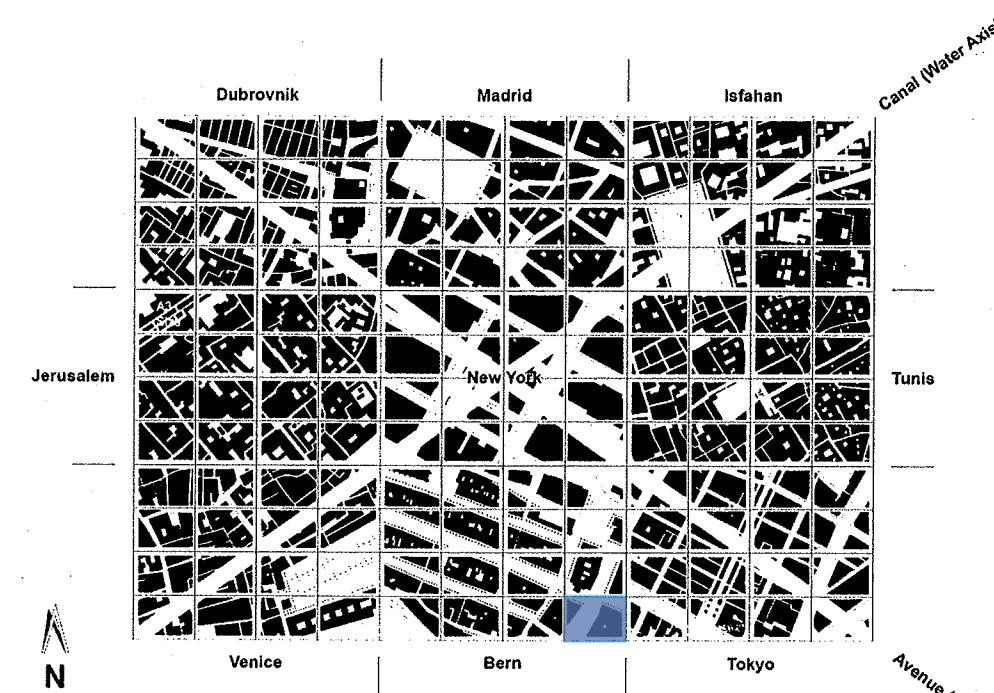 Canal (Water Axis
Dubrovnik
Madrid
Isfahan
Jerusalem
New York
Tunis
Venice
Bern
Tokyo
N
Avenue